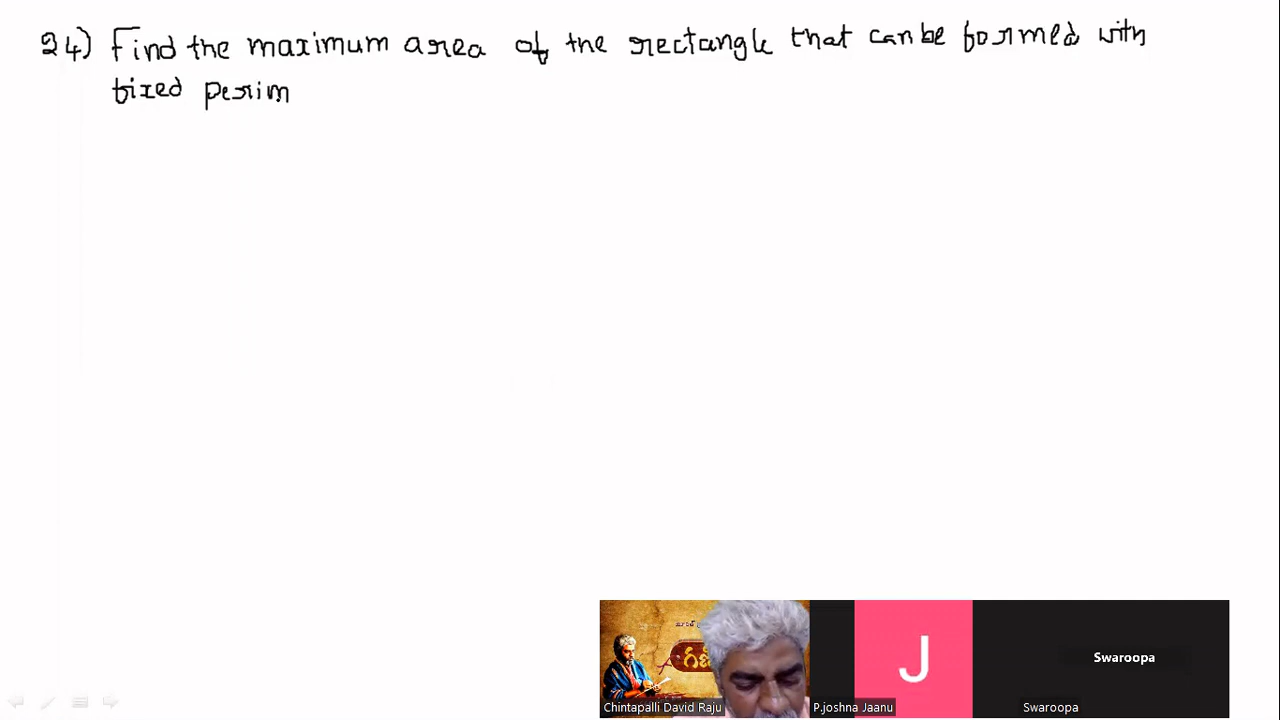 24) Find the maximum area of the rectangle that can be formed with
fixed perim
Chintapalli David Raju
P.joshna Jaanu
J
Swaroopa
Swaroopa